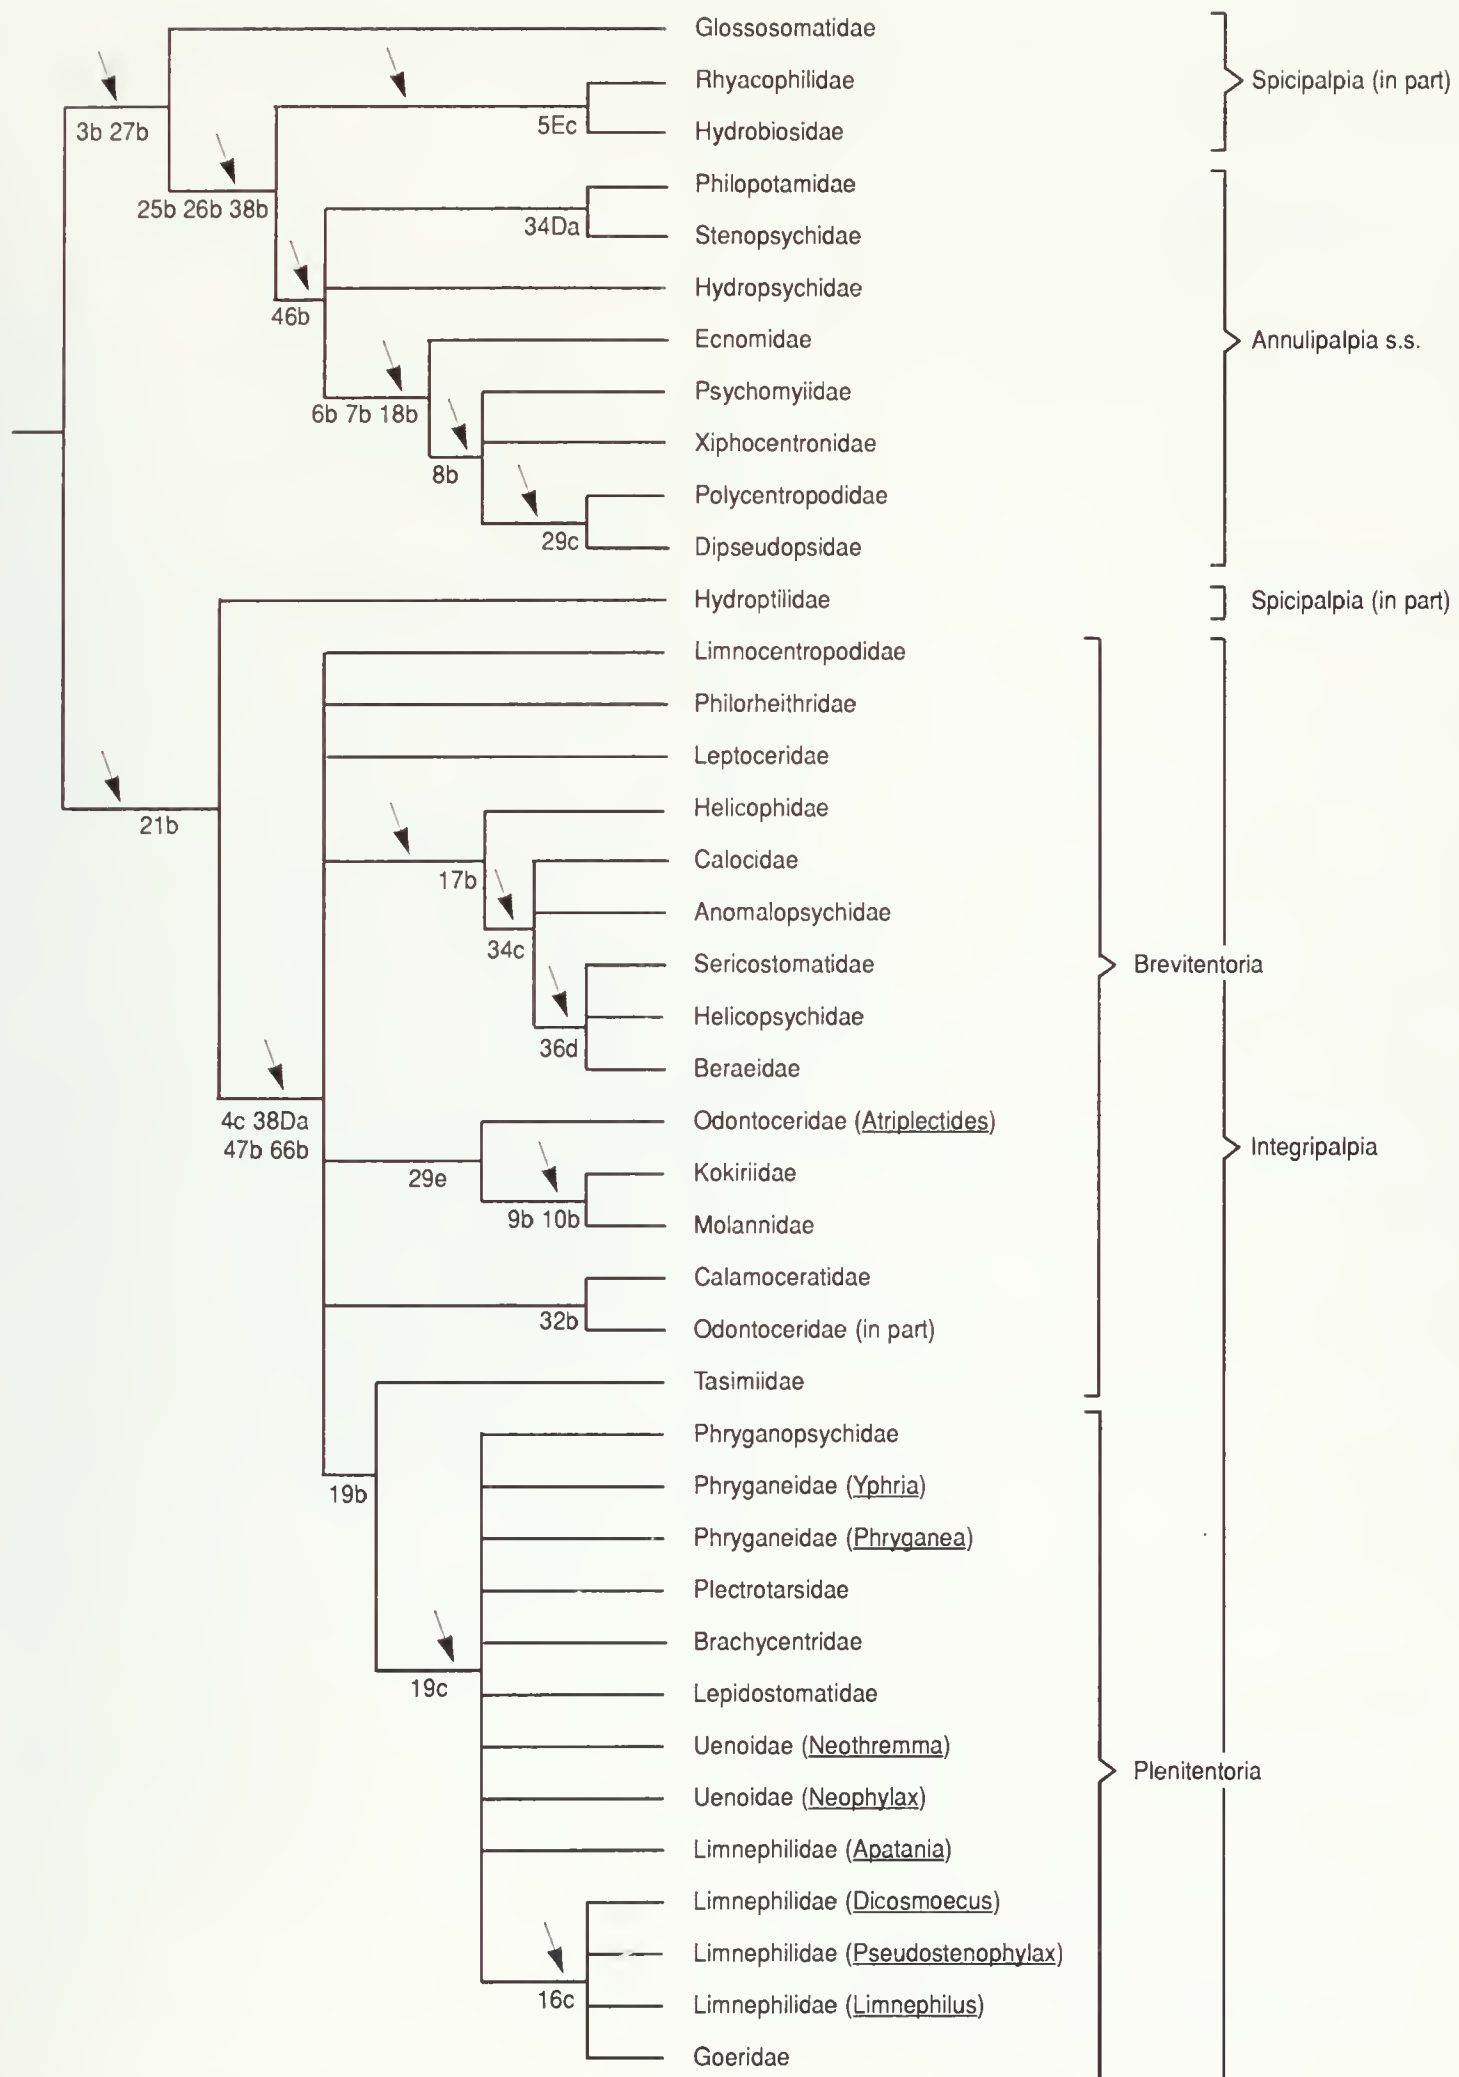 Glossosomatidae
Rhyacophilidae
Spicipalpia (in part)
3b 27b
5Ec
Hydrobiosidae
Philopotamidae
25b 26b 38b
34Da
Stenopsychidae
Hydropsychidae
46b
Ecnomidae
Annulipalpia s.s.
Psychomyiidae
6b 7b 18b
Xiphocentronidae
8b
Polycentropodidae
29c
Dipseudopsidae
Hydroptilidae
Spicipalpia (in part)
Limnocentropodidae
Philorheithridae
Leptoceridae
Helicophidae
21b
Calocidae
17b
Anomalopsychidae
34c
Sericostomatidae
Brevitentoria
Helicopsychidae
36d
Beraeidae
4c 38Da
47b 66b
Odontoceridae (Atriplectides)
Integripalpia
Kokiriidae
29e
9b 10b
Molannidae
Calamoceratidae
32b
Odontoceridae (in part)
Tasimiidae
Phryganopsychidae
Phryganeidae (Yphria)
19b
Phryganeidae (Phryganea)
Plectrotarsidae
Brachycentridae
19c
Lepidostomatidae
Uenoidae (Neothremma)
Plenitentoria
Uenoidae (Neophylax)
Limnephilidae (Apatania)
Limnephilidae (Dicosmoecus)
Limnephilidae (Pseudostenophylax)
16c
Limnephilidae (Limnephilus)
Goeridae